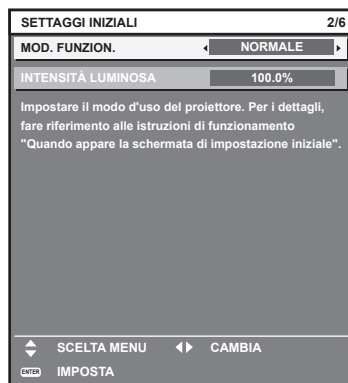 SETTAGGI INIZIALI 2/6
MOD. FUNZION. NORMALE
INTENSITÀ LUMINOSA 100.0%
Impostare il modo d'uso del proiettore. Per i dettagli,
fare riferimento alle istruzioni di funzionamento
"Quando appare la schermata di impostazione iniziale".
SCELTA MENU CAMBIA
ENTER IMPOSTA